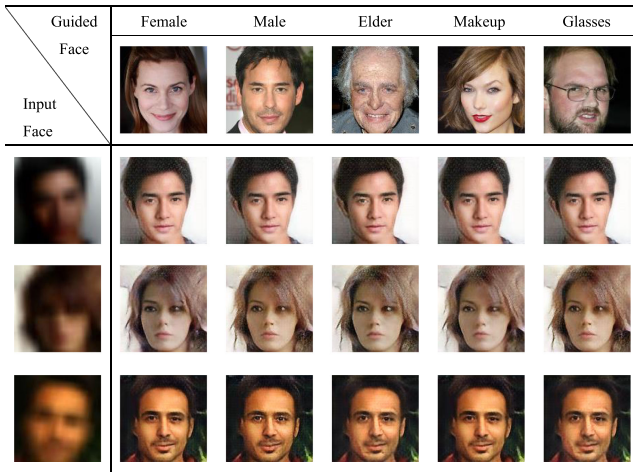 Guided
Face
Input
Face
Female Male Elder Makeup Glasses